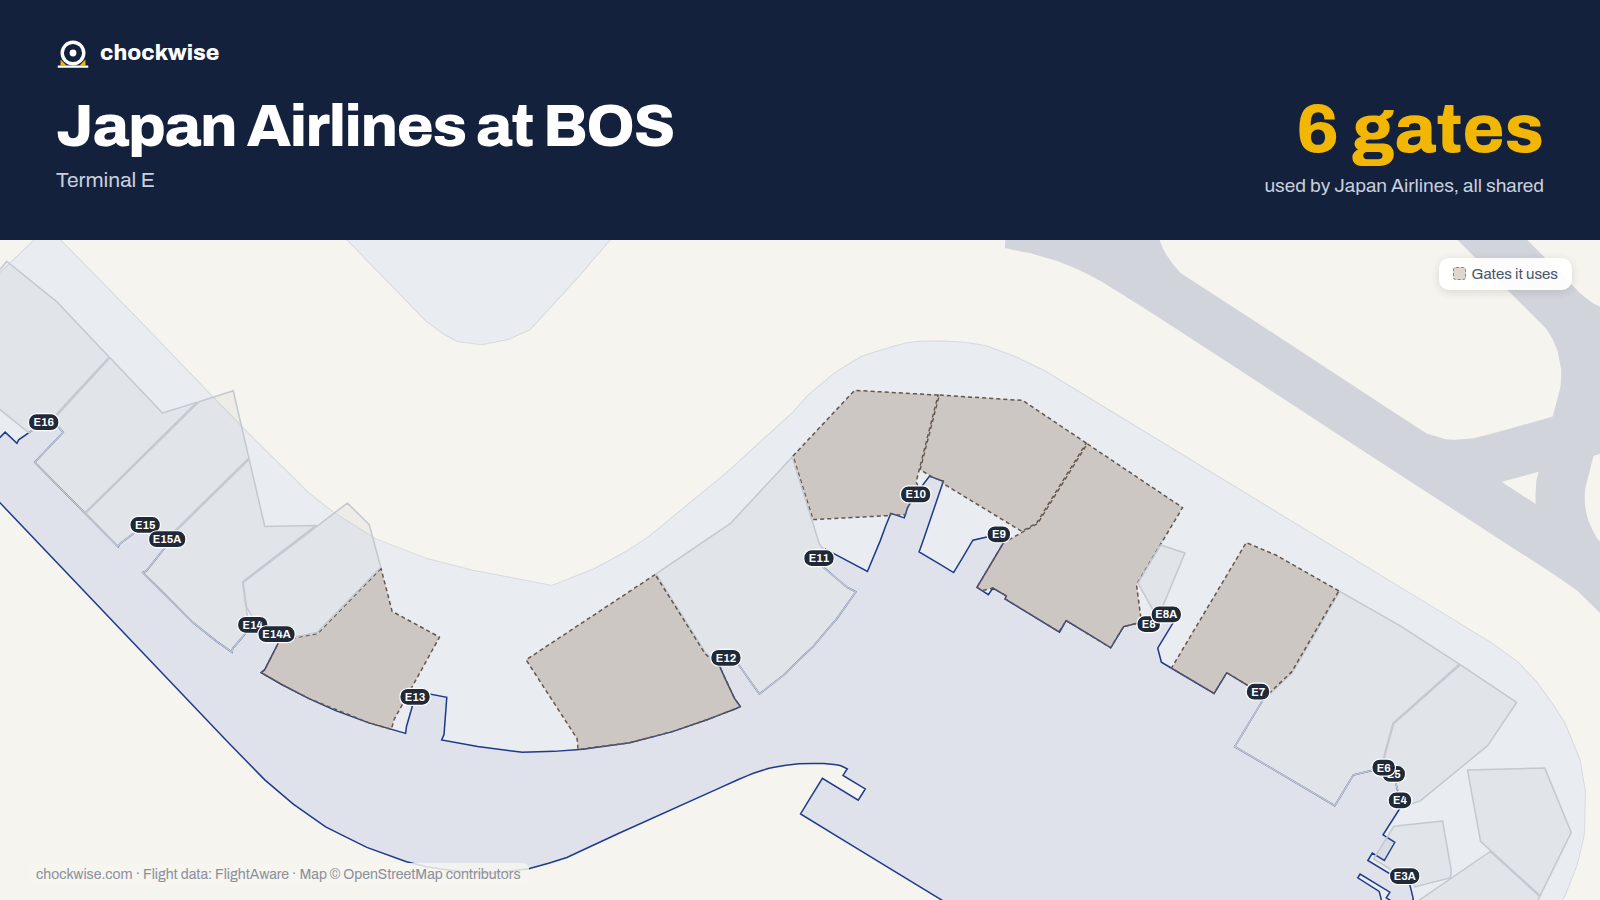 chockwise
Japan Airlines at BOS
Terminal E
6 gates
used by Japan Airlines, all shared
Gates it uses
E16
E15
E15A
E14
E14A
E13
E12
E11
E10
E9
E8
E8A
E7
E6
E5
E4
E3A
chockwise.com · Flight data: FlightAware · Map © OpenStreetMap contributors